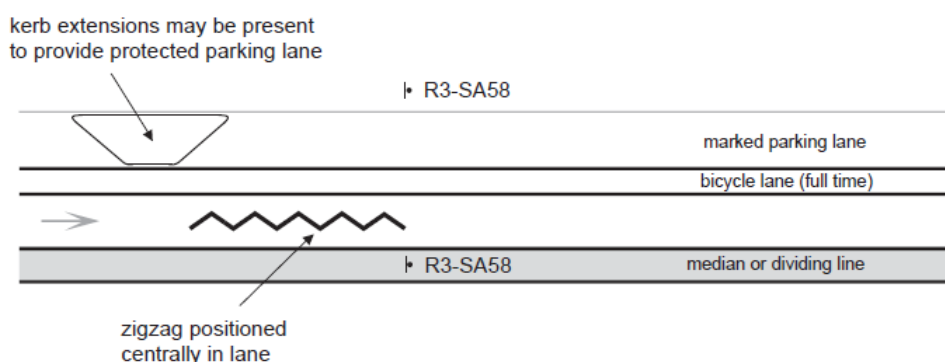 kerb extensions may be present
to provide protected parking lane
R3-SA58
marked parking lane
bicycle lane (full time)
R3-SA58
median or dividing line
zigzag positioned
centrally in lane